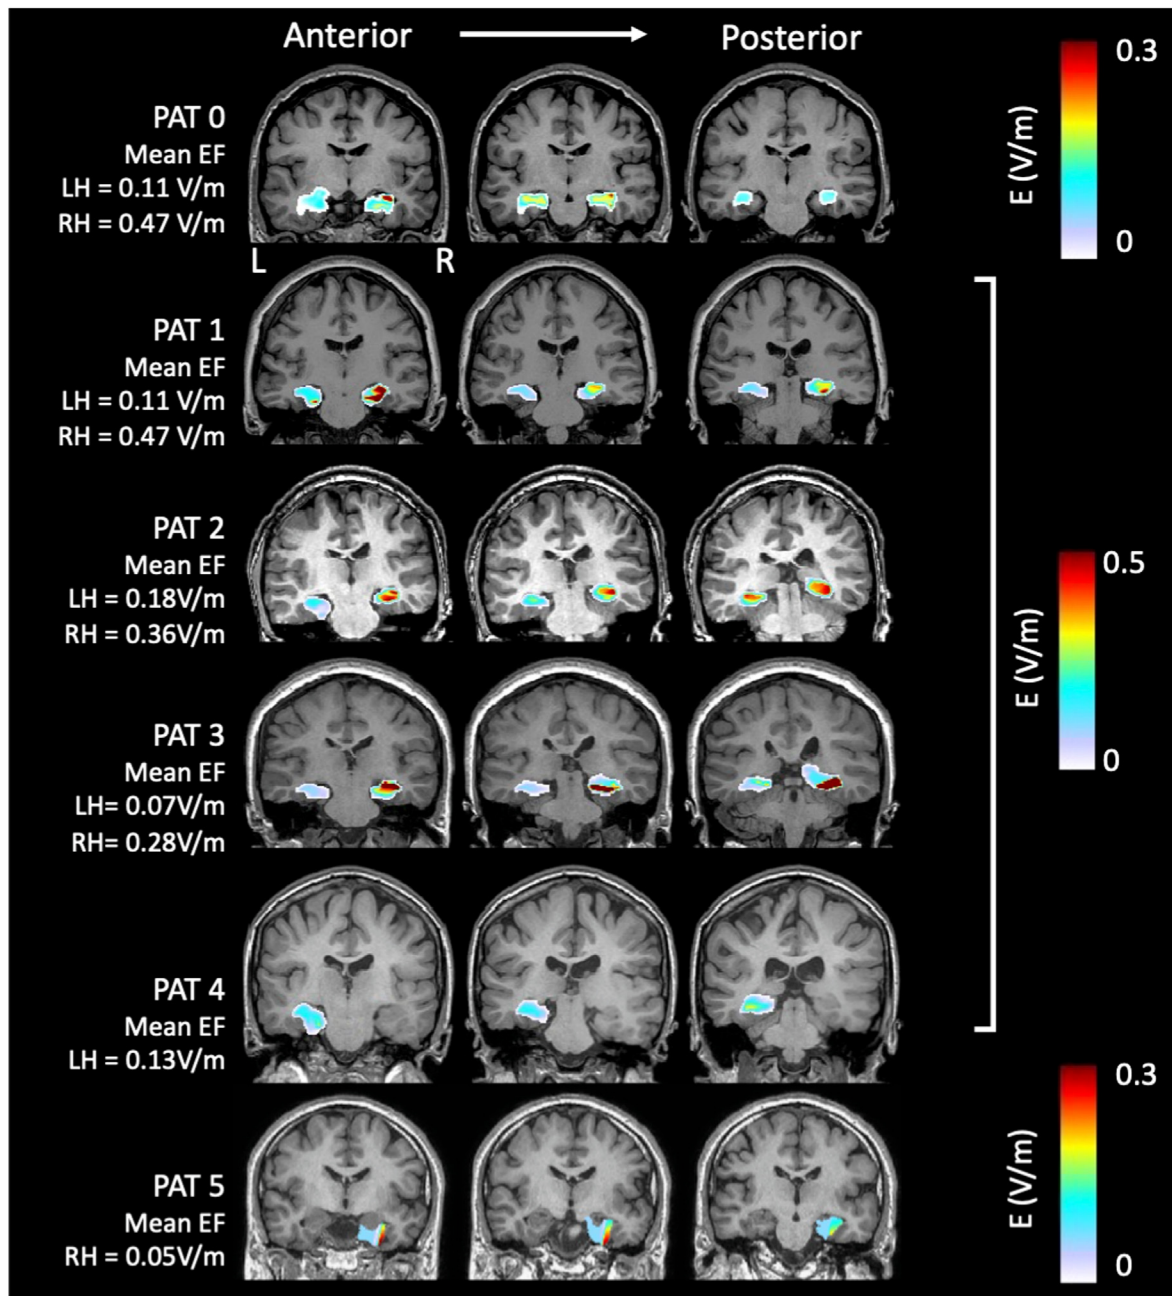 Anterior Posterior
0.3
PAT 0
Mean EF
LH = 0.11 V/m
RH = 0.47 V/m
E (V/m)
0
L R
PAT 1
Mean EF
LH = 0.11 V/m
RH = 0.47 V/m
PAT 2
Mean EF
LH = 0.18V/m
RH = 0.36V/m
0.5
E (V/m)
0
PAT 3
Mean EF
LH= 0.07V/m
RH= 0.28V/m
PAT 4
Mean EF
LH = 0.13V/m
0.3
E (V/m)
0
PAT 5
Mean EF
RH = 0.05V/m